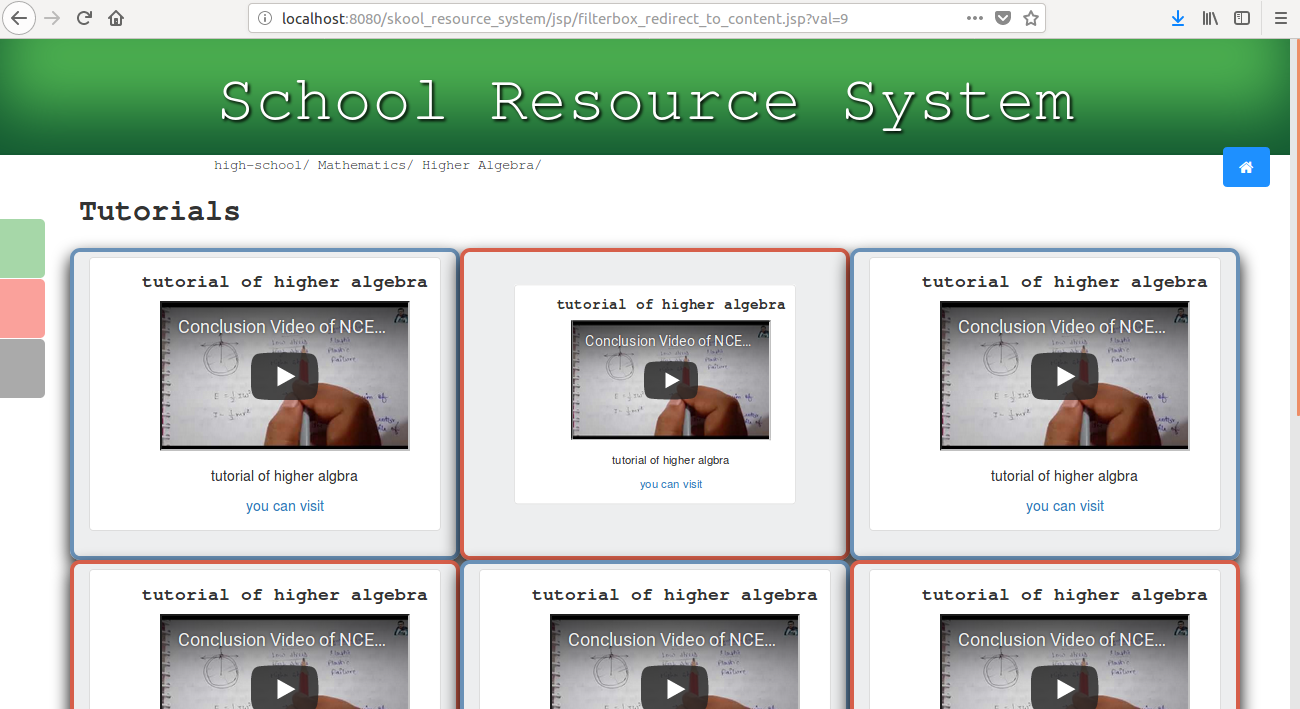 localhost:8080/skool_resource_system/jsp/filterbox_redirect_to_content.jsp?val=9
School Resource System
high-school/ Mathematics/ Higher Algebra/
Tutorials
tutorial of higher algebra
Conclusion Video of NCE...
tutorial of higher algbra
you can visit
tutorial of higher algebra
Conclusion Video of NCE...
tutorial of higher algbra
you can visit
tutorial of higher algebra
Conclusion Video of NCE...
tutorial of higher algbra
you can visit
tutorial of higher algebra
Conclusion Video of NCE...
tutorial of higher algebra
Conclusion Video of NCE...
tutorial of higher algebra
Conclusion Video of NCE...